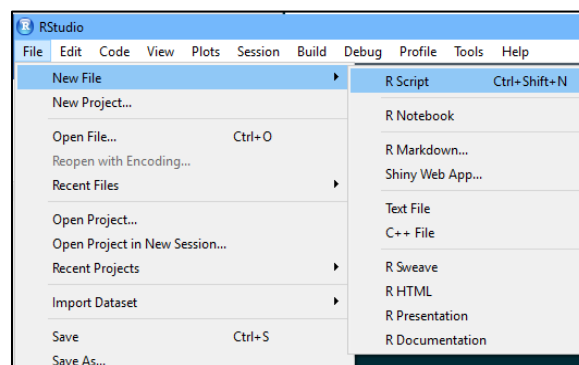 RStudio
File Edit Code View Plots Session Build Debug Profile Tools Help
New File
New Project...
Open File... Ctrl+O
Reopen with Encoding...
Recent Files
Open Project...
Open Project in New Session...
Recent Projects
Import Dataset
Save Ctrl+S
Save As...
R Script Ctrl+Shift+N
R Notebook
R Markdown...
Shiny Web App...
Text File
C++ File
R Sweave
R HTML
R Presentation
R Documentation